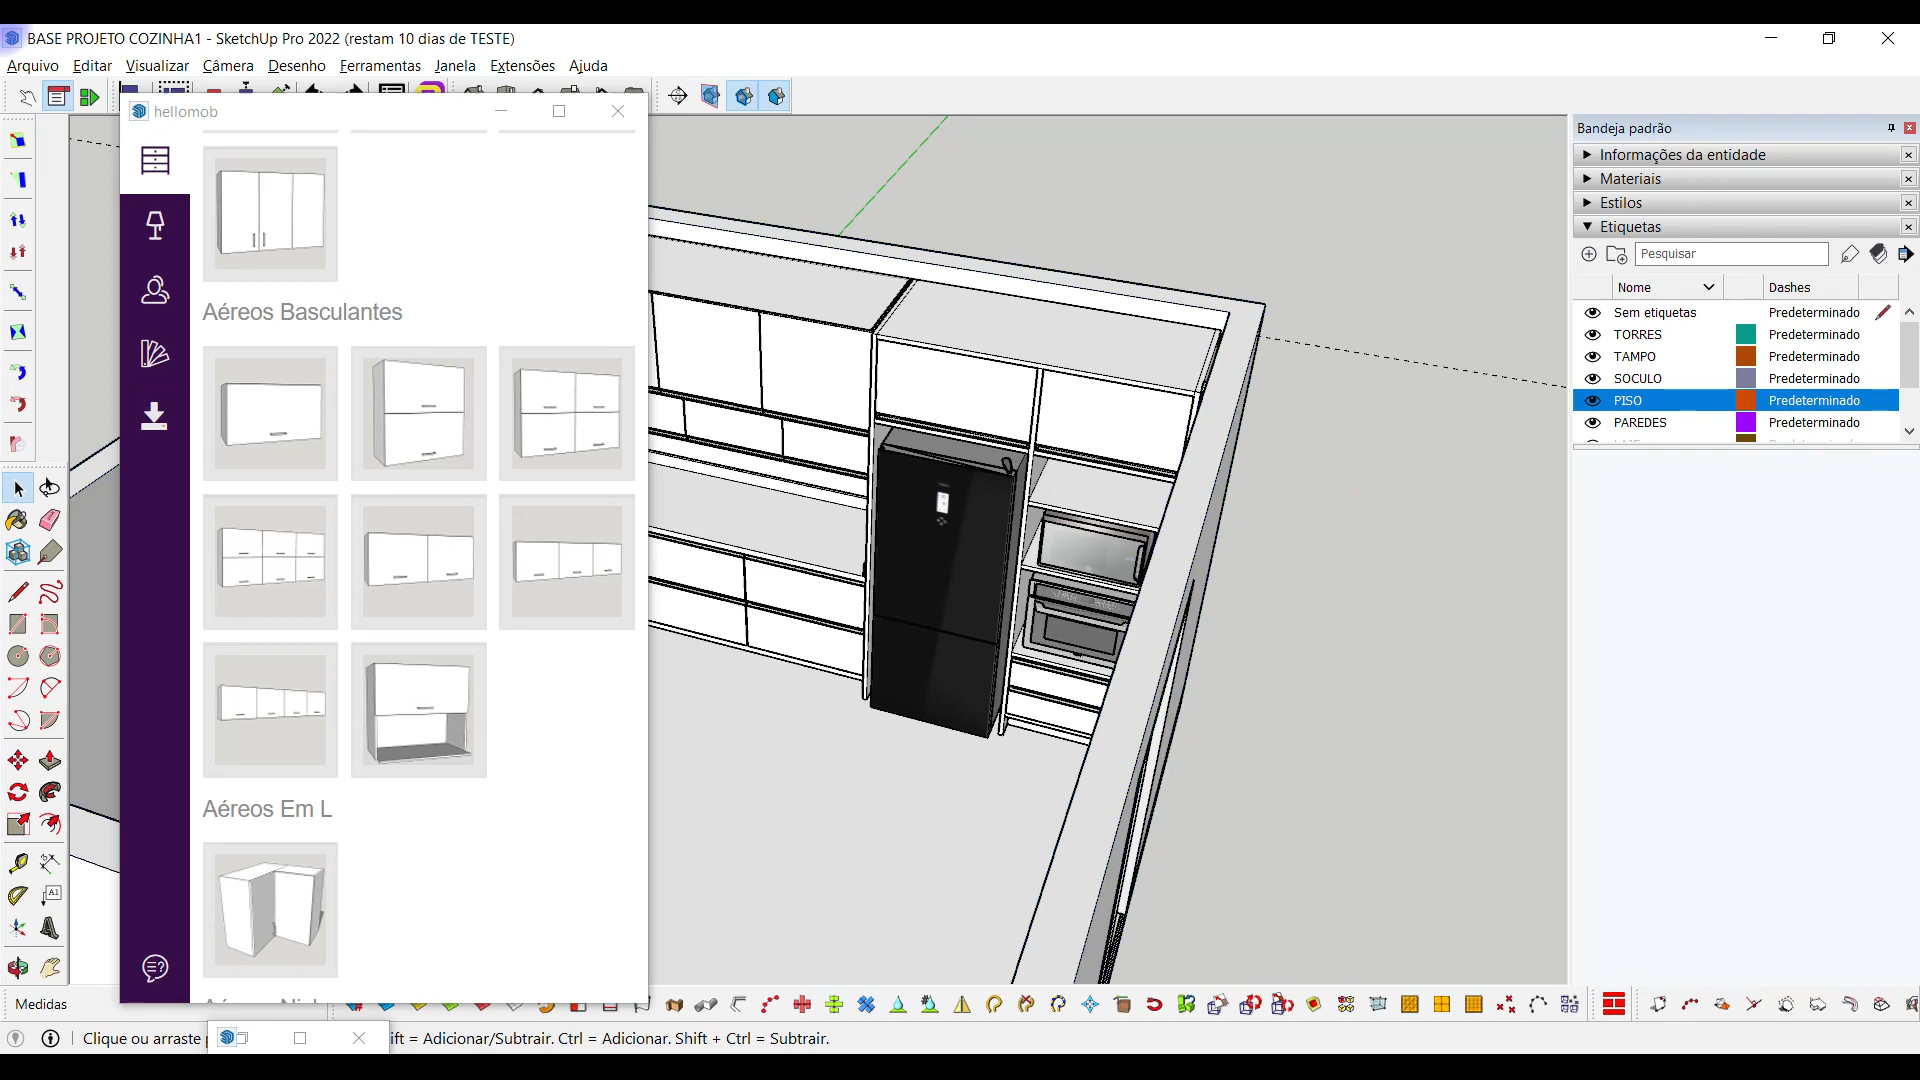 BASE PROJETO COZINHA1 - SketchUp Pro 2022 (restam 10 dias de TESTE)
Arquivo Editar Visualizar Câmera Desenho Ferramentas Janela Extensões Ajuda
hellomob
Aéreos Basculantes
Aéreos Em L
Bandeja padrão
Informações da entidade
Materiais
Estilos
Etiquetas
Pesquisar
Nome Dashes
Sem etiquetas Predeterminado
TORRES Predeterminado
TAMPO Predeterminado
SOCULO Predeterminado
PISO Predeterminado
PAREDES Predeterminado
A1
Medidas
Clique ou arraste
ift = Adicionar/Subtrair. Ctrl = Adicionar. Shift + Ctrl = Subtrair.